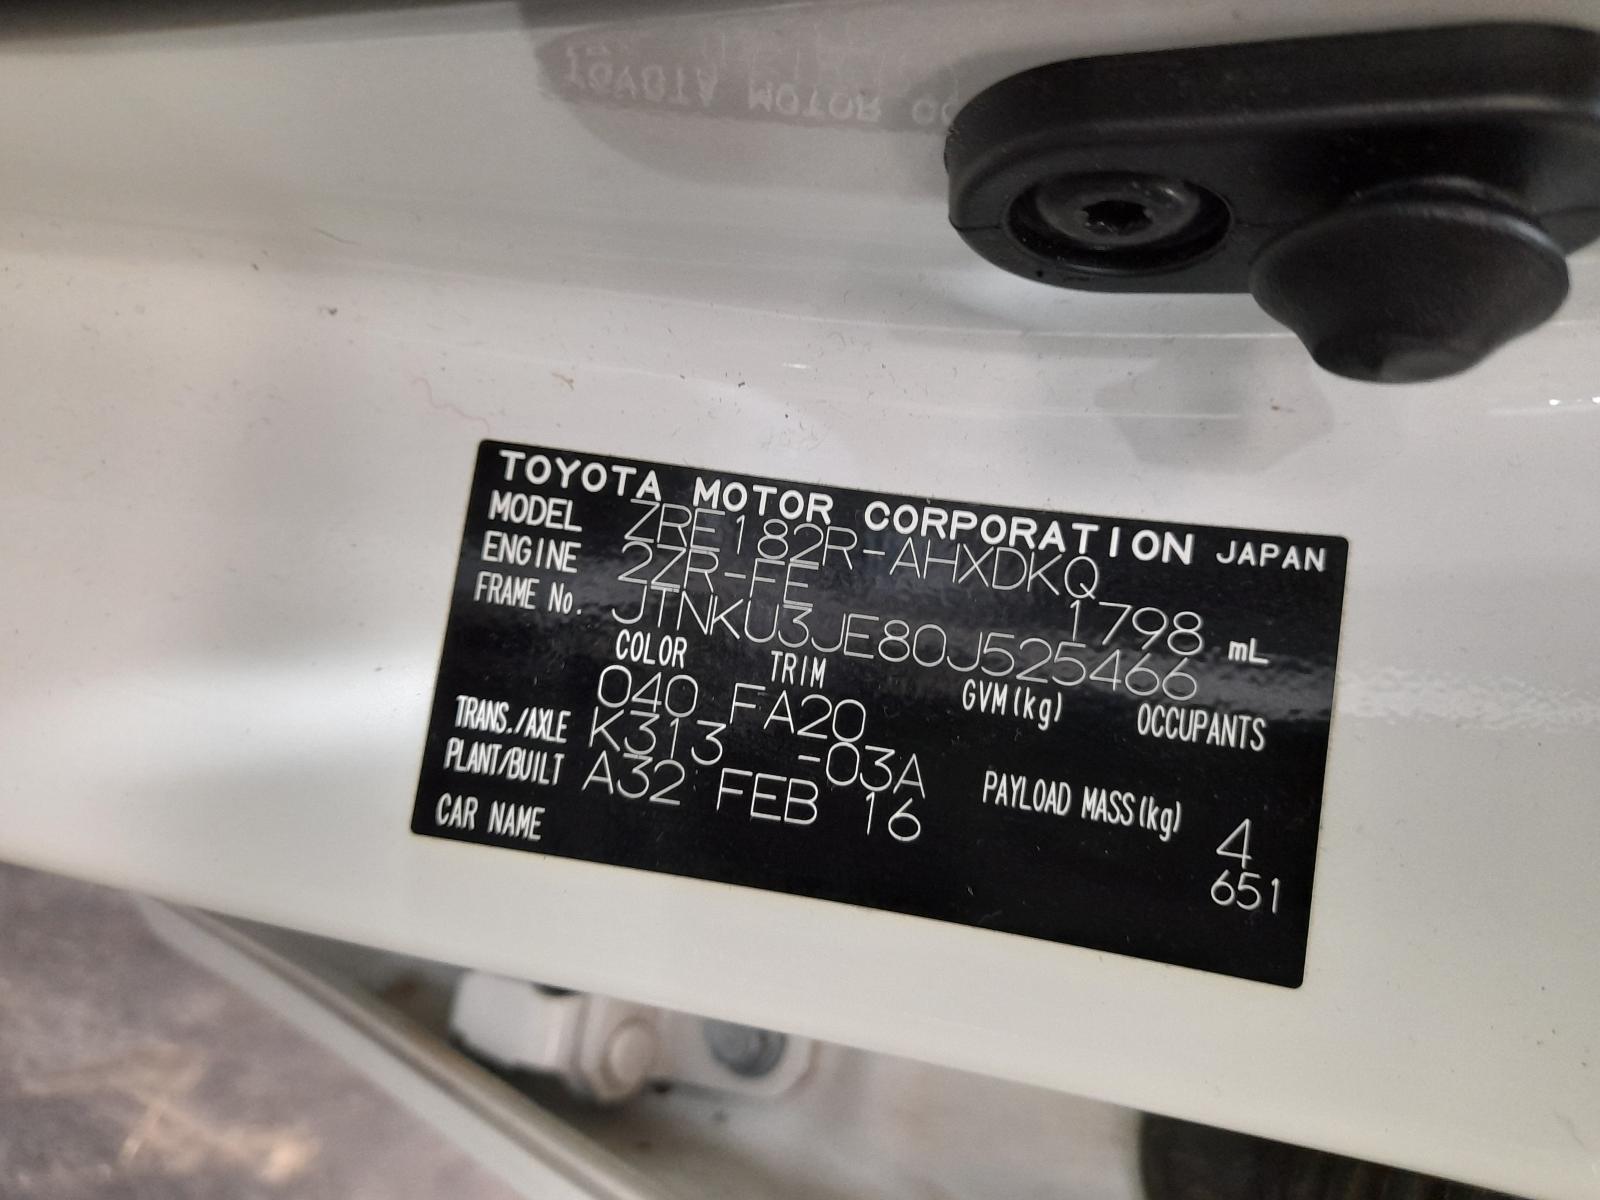 TOYOTA MOTOR CORPORATION JAPAN
MODEL ZRE182R-AHXDKQ
ENGINE 2ZR-FE 1798 mL
FRAME No. JTNKU3JE80J525466
COLOR TRIM GVM(kg) OCCUPANTS
040 FA20
TRANS./AXLE K313 -03A PAYLOAD MASS(kg) 4
PLANT/BUILT A32 FEB 16 651
CAR NAME